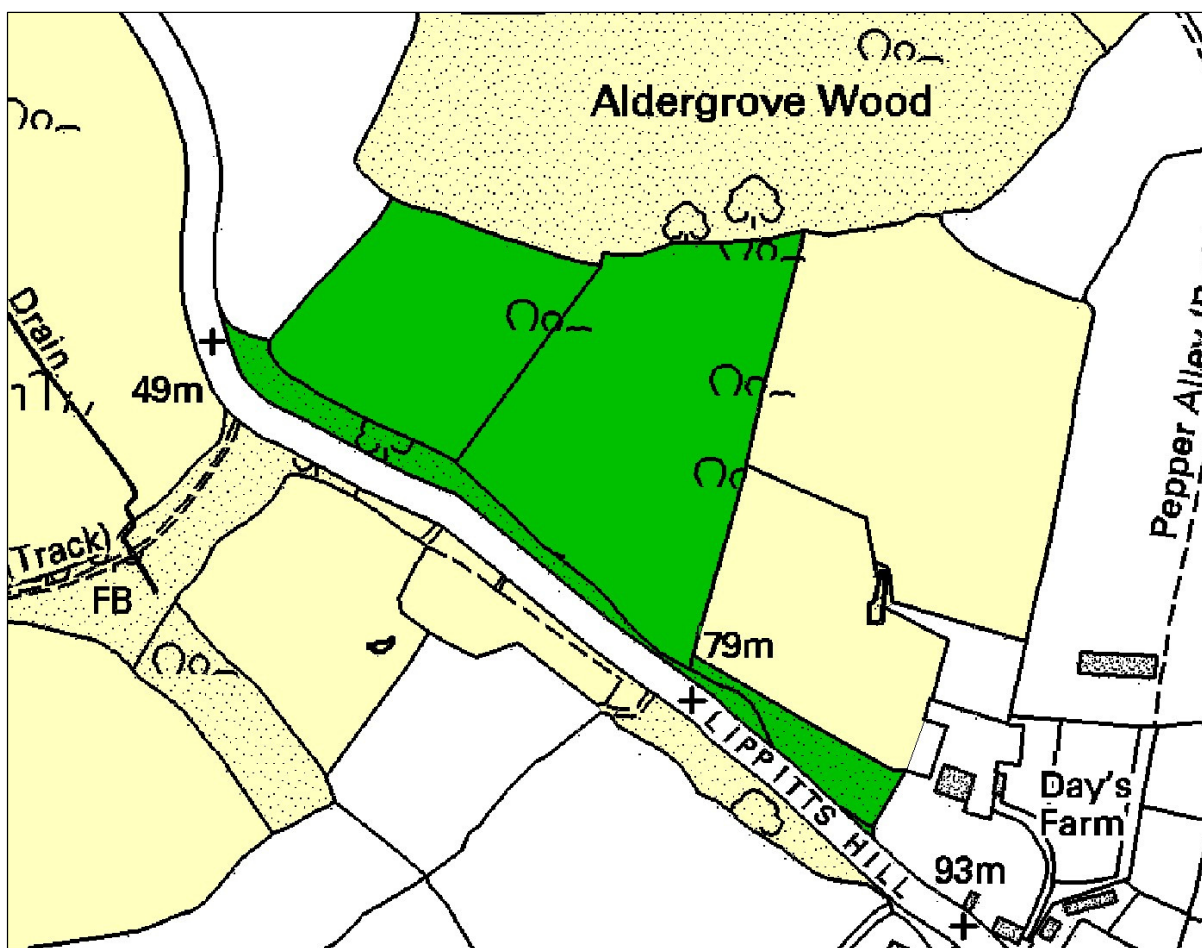 Aldergrove Wood
Drain
49m
Pepper Alley
(Track)
FB
79m
LIPPITTS HILL
Day's
Farm
93m